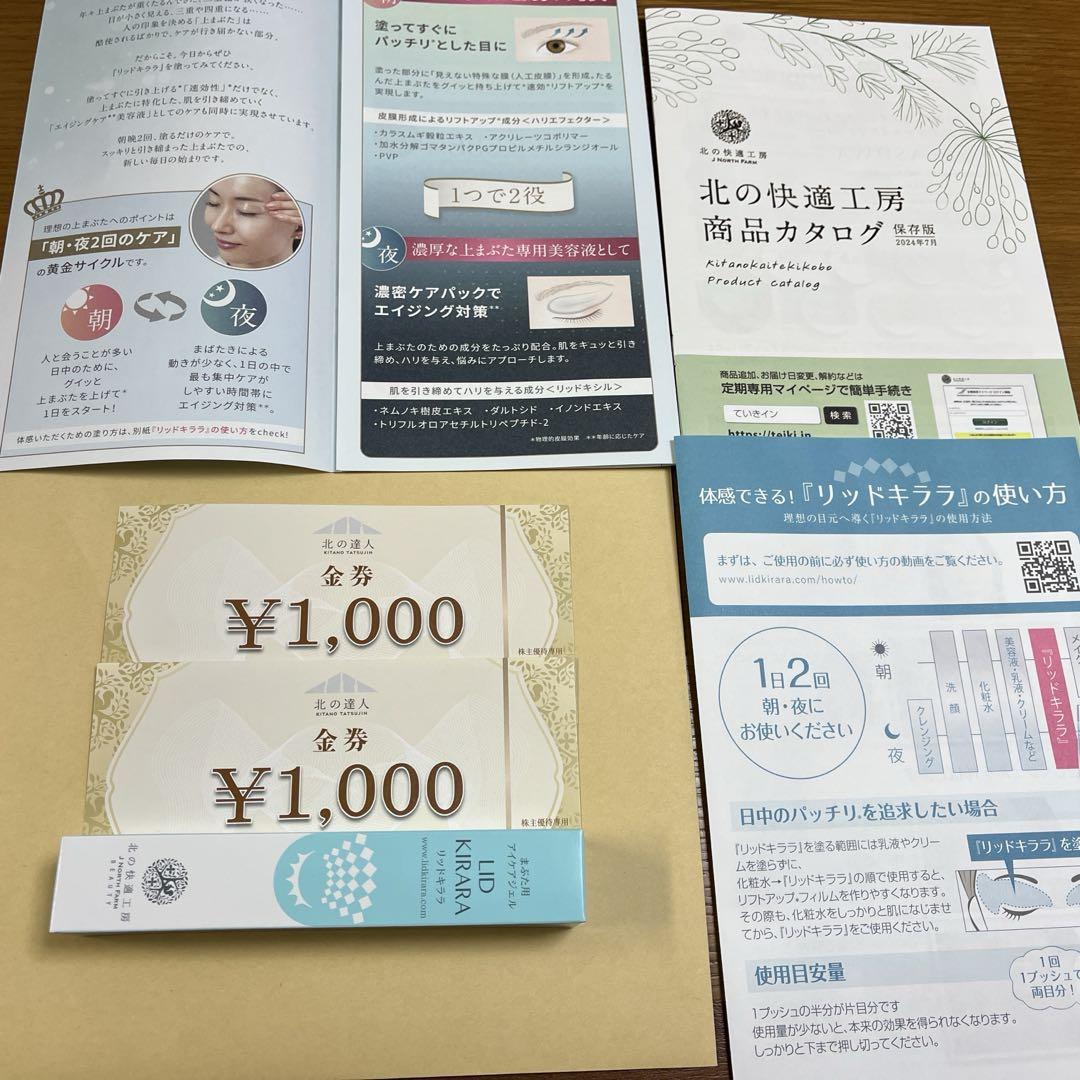 目が小さく見える、三重や四重になる……
人の印象を決める「上まぶた」は
酷使されるばかりで、ケアが行き届かない部分。
だからこそ。今日からぜひ
『リッドキララ』を塗ってみてください。
塗ってすぐに引き上げる*「速効性」だけでなく、
上まぶたに特化した、肌を引き締めていく
「エイジングケア**美容液」としてのケアも同時に実現させています。
朝晩2回、塗るだけのケアで。
スッキリと引き締まった上まぶたでの、
新しい毎日の始まりです。
理想の上まぶたへのポイントは
「朝・夜2回のケア」
の黄金サイクルです。
朝
夜
人と会うことが多い
日中のために、
グイッと
上まぶたを上げて*
1日をスタート!
まばたきによる
動きが少なく、1日の中で
最も集中ケアが
しやすい時間帯に
エイジング対策**。
体感いただくための塗り方は、別紙『リッドキララ』の使い方をcheck!
塗ってすぐに
パッチリ*とした目に
塗った部分に「見えない特殊な膜(人工皮膜)」を形成。たる
んだ上まぶたをグイッと持ち上げて*速効*リフトアップ*を
実現します。
皮膜形成によるリフトアップ*成分<ハリエフェクター>
・カラスムギ穀粒エキス ・アクリレーツコポリマー
・加水分解ゴマタンパクPGプロピルメチルシランジオール
・PVP
1つで2役
夜 濃厚な上まぶた専用美容液として
濃密ケアパックで
エイジング対策**
上まぶたのための成分をたっぷり配合。肌をキュッと引き
締め、ハリを与え、悩みにアプローチします。
肌を引き締めてハリを与える成分<リッドキシル>
・ネムノキ樹皮エキス ・ダルトシド ・イノンドエキス
・トリフルオロアセチルトリペプチド-2
*物理的皮膜効果 **年齢に応じたケア
北の快適工房
J NORTH FARM
北の快適工房
商品カタログ 保存版
2024年7月
Kitanokaitekikobo
Product catalog
商品追加、お届け日変更、解約などは
定期専用マイページで簡単手続き
ていきイン 検索
https://teiki.jp
体感できる!『リッドキララ』の使い方
理想の目元へ導く『リッドキララ』の使用方法
まずは、ご使用の前に必ず使い方の動画をご覧ください。
www.lidkirara.com/howto/
1日2回
朝・夜に
お使いください
朝
夜
クレンジング
洗顔
化粧水
美容液・乳液・クリームなど
『リッドキララ』
日中のパッチリ*を追求したい場合
『リッドキララ』を塗る範囲には乳液やクリー
ムを塗らずに、
化粧水→『リッドキララ』の順で使用すると、
リフトアップ*フィルムを作りやすくなります。
その際も、化粧水をしっかりと肌になじませ
てから、『リッドキララ』をご使用ください。
『リッドキララ』を塗
使用目安量
1プッシュの半分が片目分です
使用量が少ないと、本来の効果を得られなくなります。
しっかりと下まで押し切ってください。
1回
1プッシュで
両目分!
北の達人
KITANO TATSUJIN
金券
¥1,000
株主優待専用
北の達人
KITANO TATSUJIN
金券
¥1,000
株主優待専用
北の快適工房
J NORTH FARM
BEAUTY
まぶた用
アイケアジェル
LID
KIRARA
リッドキララ
www.lidkirara.com